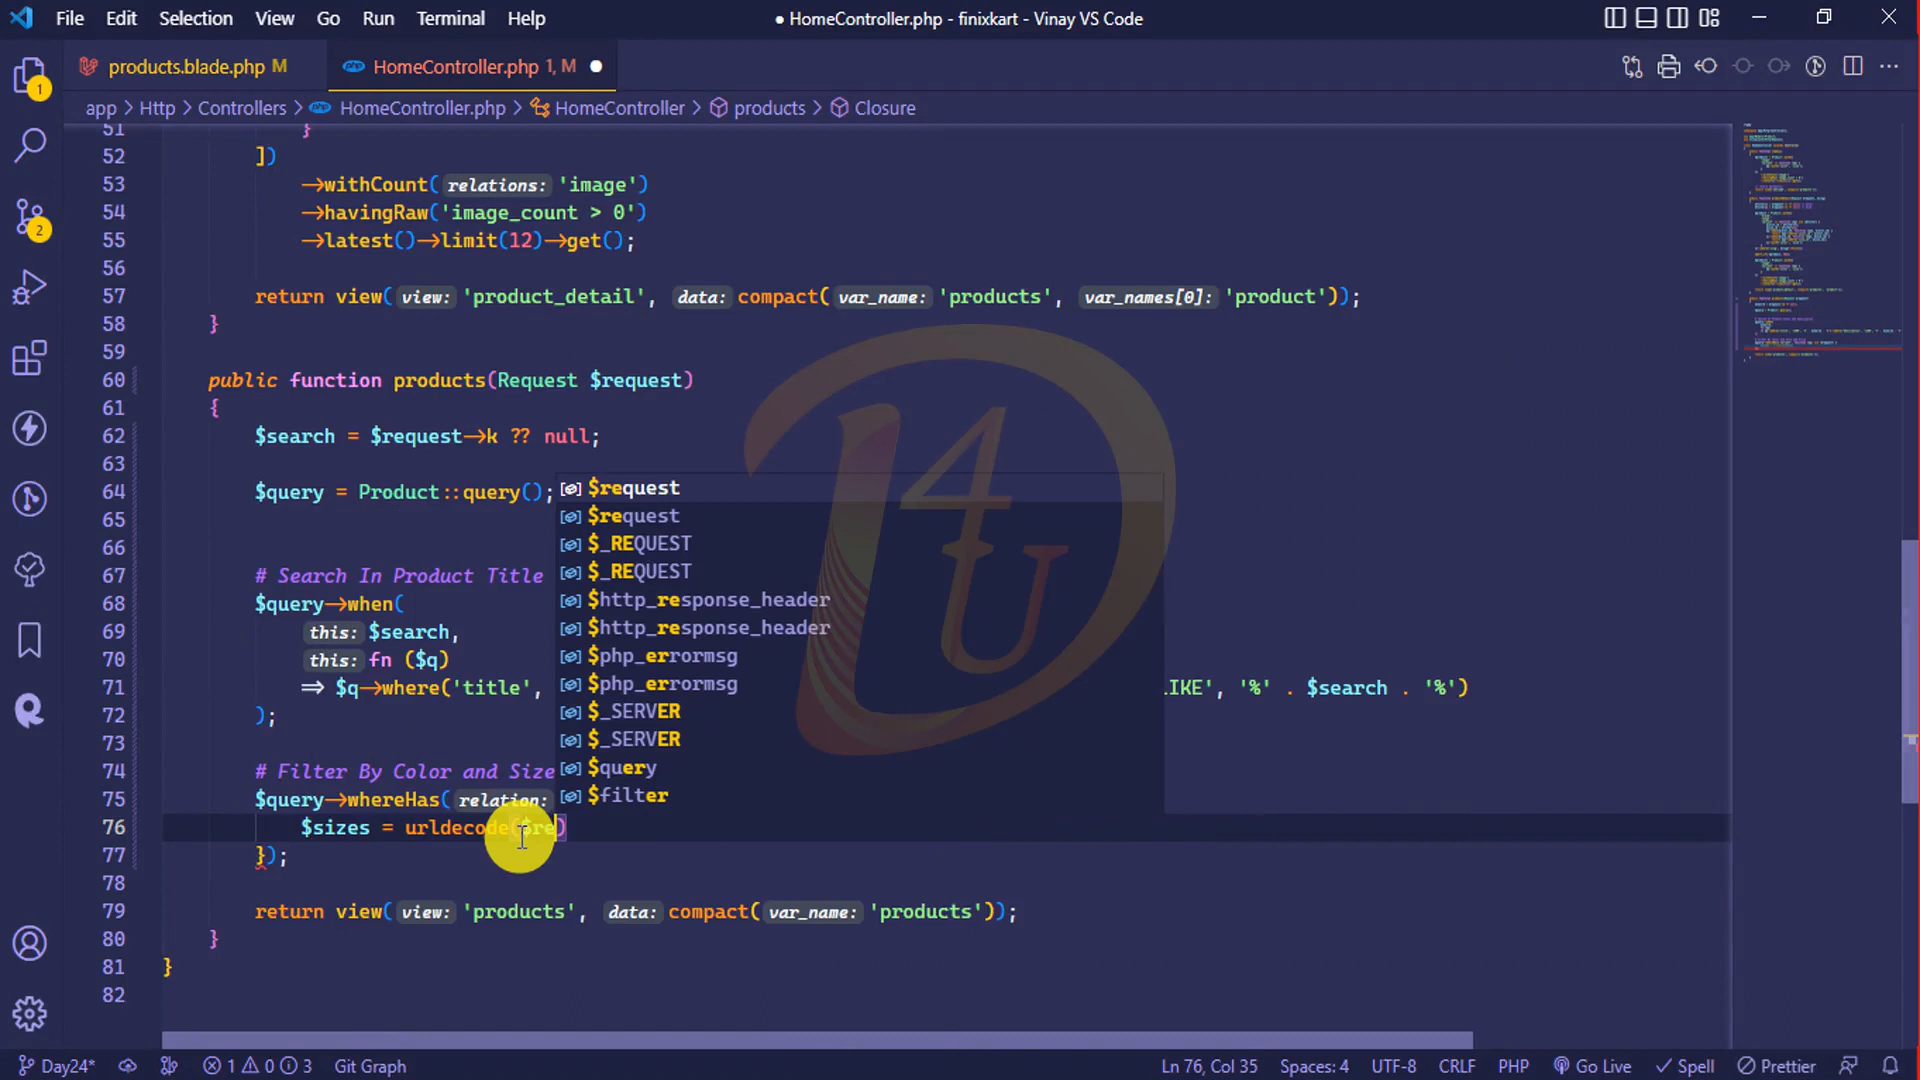 File Edit Selection View Go Run Terminal Help ● HomeController.php - finixkart - Vinay VS Code
products.blade.php M HomeController.php 1, M
app > Http > Controllers > HomeController.php > HomeController > products > Closure
1
2
51 }
52 ])
53 →withCount(relations: 'image')
54 →havingRaw('image_count > 0')
55 →latest()→limit(12)→get();
56
57 return view(view: 'product_detail', data: compact(var_name: 'products', var_names[0]: 'product'));
58 }
59
60 public function products(Request $request)
61 {
62 $search = $request→k ?? null;
63
64 $query = Product::query();
65
66
67 # Search In Product Title
68 $query→when(
69 this: $search,
70 this: fn ($q)
71 ⇒ $q→where('title', LIKE', '%' . $search . '%')
72 );
73
74 # Filter By Color and Size
75 $query→whereHas(relation:
76 $sizes = urldecode($re)
77 });
78
79 return view(view: 'products', data: compact(var_name: 'products'));
80 }
81 }
82
$request
$request
$_REQUEST
$_REQUEST
$http_response_header
$http_response_header
$php_errormsg
$php_errormsg
$_SERVER
$_SERVER
$query
$filter
D4U
Day24* 1 0 3 Git Graph Ln 76, Col 35 Spaces: 4 UTF-8 CRLF PHP Go Live Spell Prettier